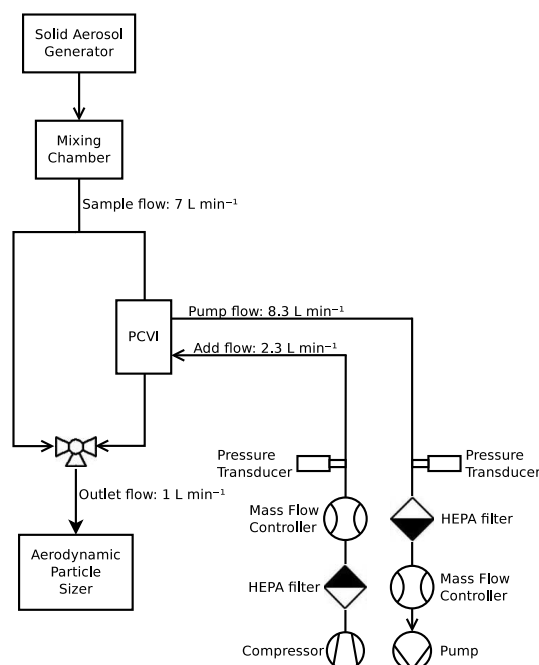 Solid Aerosol
Generator
Mixing
Chamber
Sample flow: 7 L min⁻¹
Pump flow: 8.3 L min⁻¹
PCVI
Add flow: 2.3 L min⁻¹
Pressure
Transducer
Pressure
Transducer
Outlet flow: 1 L min⁻¹
Mass Flow
Controller
HEPA filter
Aerodynamic
Particle
Sizer
HEPA filter
Mass Flow
Controller
Compressor
Pump